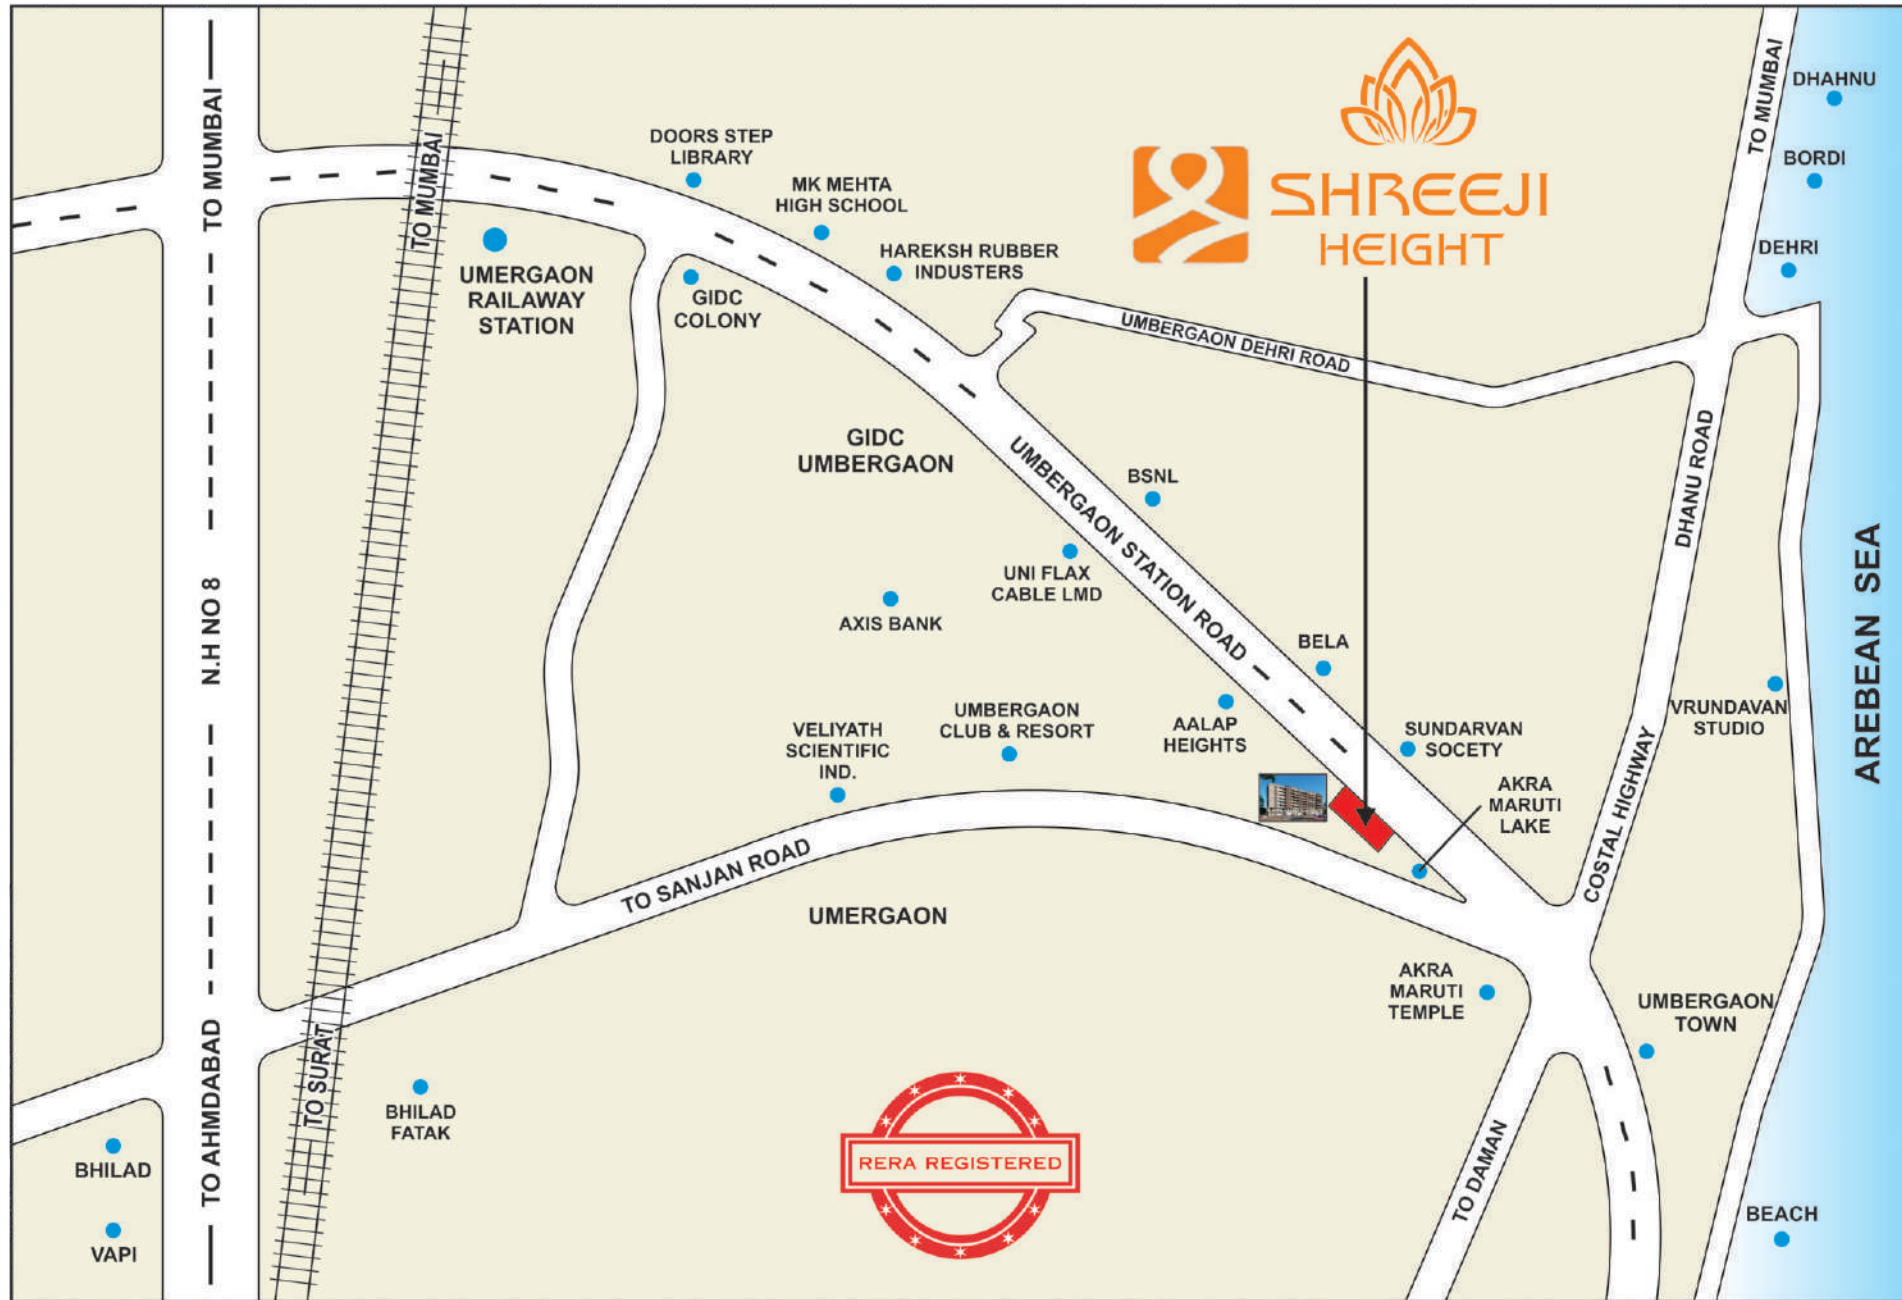 TO MUMBAI
N.H NO 8
TO AHMDABAD
TO MUMBAI
TO SURAT
DOORS STEP
LIBRARY
MK MEHTA
HIGH SCHOOL
HAREKSH RUBBER
INDUSTERS
UMERGAON
RAILAWAY
STATION
GIDC
COLONY
SHREEJI
HEIGHT
TO MUMBAI
DHAHNU
BORDI
DEHRI
UMBERGAON DEHRI ROAD
GIDC
UMBERGAON
UMBERGAON STATION ROAD
BSNL
UNI FLAX
CABLE LMD
AXIS BANK
DHANU ROAD
AREBEAN SEA
BELA
VELIYATH
SCIENTIFIC
IND.
UMBERGAON
CLUB & RESORT
AALAP
HEIGHTS
SUNDARVAN
SOCETY
VRUNDAVAN
STUDIO
COSTAL HIGHWAY
AKRA
MARUTI
LAKE
TO SANJAN ROAD
UMERGAON
AKRA
MARUTI
TEMPLE
UMBERGAON
TOWN
BHILAD
FATAK
BHILAD
VAPI
RERA REGISTERED
TO DAMAN
BEACH